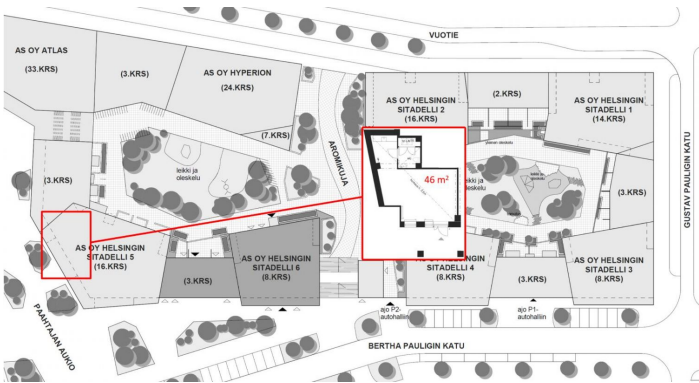 VUOTIE
AS OY ATLAS
(33.KRS)
(3.KRS)
AS OY HYPERION
(24.KRS)
(7.KRS)
AROMIKUJA
AS OY HELSINGIN
SITADELLI 2
(16.KRS)
(2.KRS)
AS OY HELSINGIN
SITADELLI 1
(14.KRS)
GUSTAV PAULIGIN KATU
leikki ja
oleskelu
46 m²
leikki ja
oleskelu
leikki ja
oleskelu
(3.KRS)
(3.KRS)
AS OY HELSINGIN
SITADELLI 5
(16.KRS)
(3.KRS)
AS OY HELSINGIN
SITADELLI 6
(8.KRS)
AS OY HELSINGIN
SITADELLI 4
(8.KRS)
(3.KRS)
AS OY HELSINGIN
SITADELLI 3
(8.KRS)
PAAHTAJAN AUKIO
ajo P2-
autohalliin
ajo P1-
autohalliin
BERTHA PAULIGIN KATU